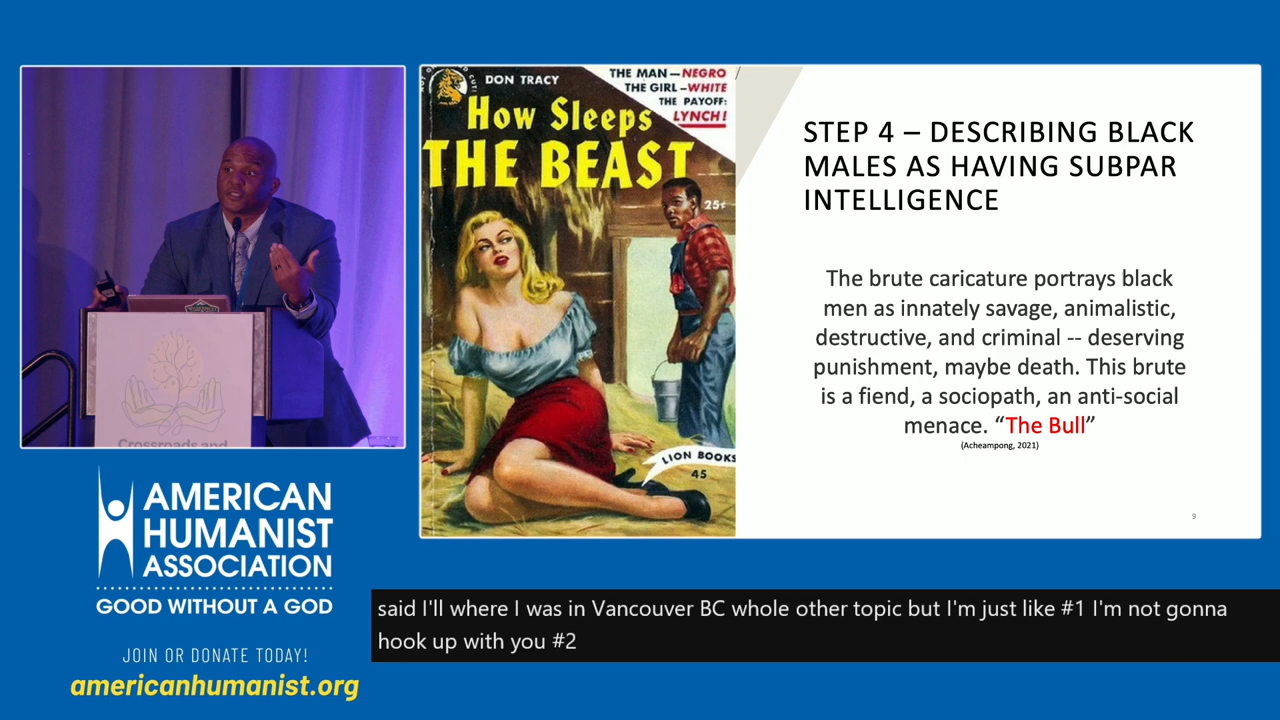 DON TRACY
THE MAN—NEGRO
THE GIRL–WHITE
THE PAYOFF:
LYNCH!
How Sleeps
THE BEAST
25¢
LION BOOKS
45
STEP 4 – DESCRIBING BLACK
MALES AS HAVING SUBPAR
INTELLIGENCE
The brute caricature portrays black
men as innately savage, animalistic,
destructive, and criminal -- deserving
punishment, maybe death. This brute
is a fiend, a sociopath, an anti-social
menace. “The Bull”
(Acheampong, 2021)
9
Crossroads and
AMERICAN
HUMANIST
ASSOCIATION
GOOD WITHOUT A GOD
JOIN OR DONATE TODAY!
americanhumanist.org
said I'll where I was in Vancouver BC whole other topic but I'm just like #1 I'm not gonna
hook up with you #2